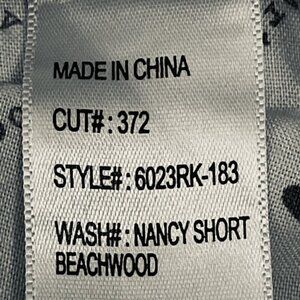 MADE IN CHINA
CUT#: 372
STYLE#: 6023RK-183
WASH#: NANCY SHORT
BEACHWOOD